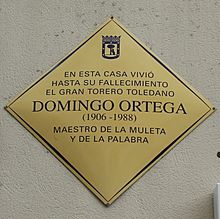 EN ESTA CASA VIVIÓ
HASTA SU FALLECIMIENTO
EL GRAN TORERO TOLEDANO
DOMINGO ORTEGA
(1906 -1988)
MAESTRO DE LA MULETA
Y DE LA PALABRA